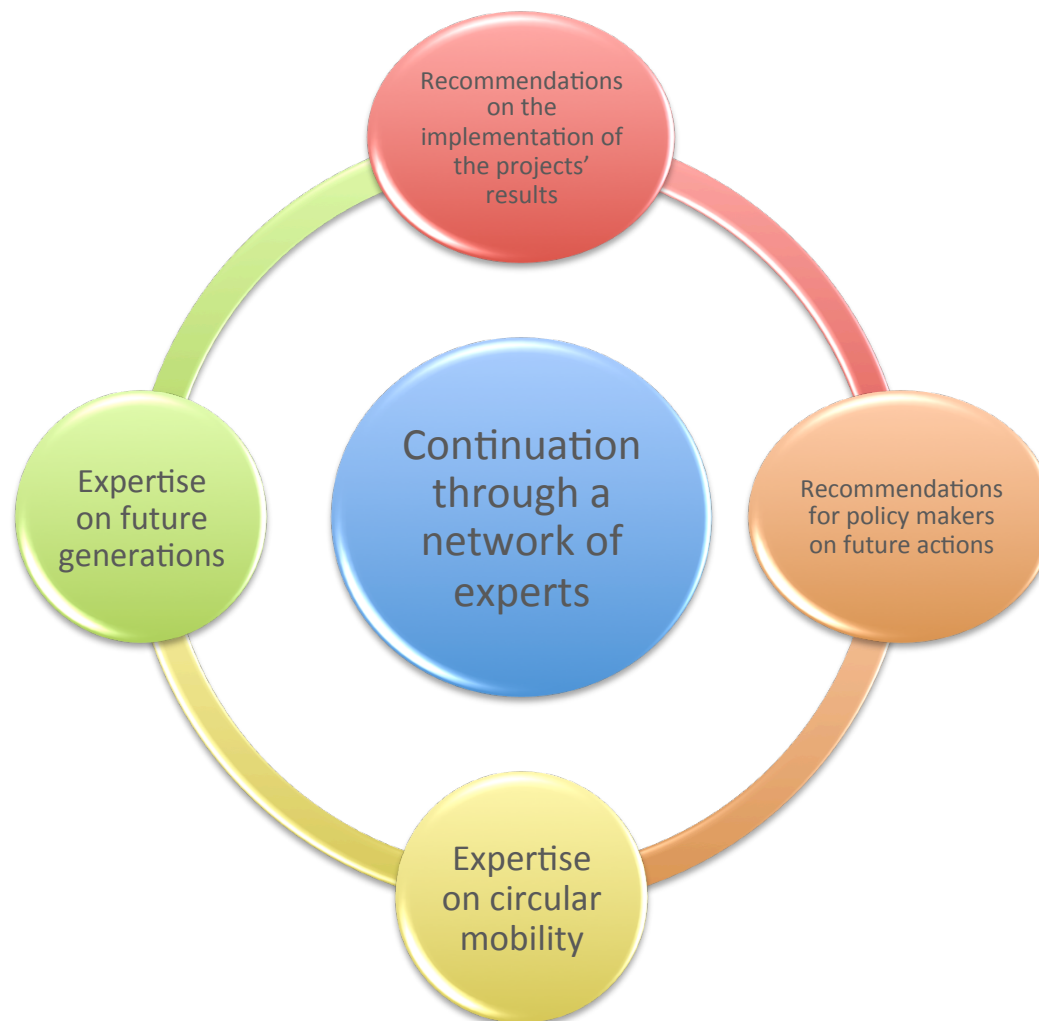 Recommendations
on the
implementation of
the projects’
results
Continuation
through a
network of
experts
Expertise
on future
generations
Recommendations
for policy makers
on future actions
Expertise
on circular
mobility